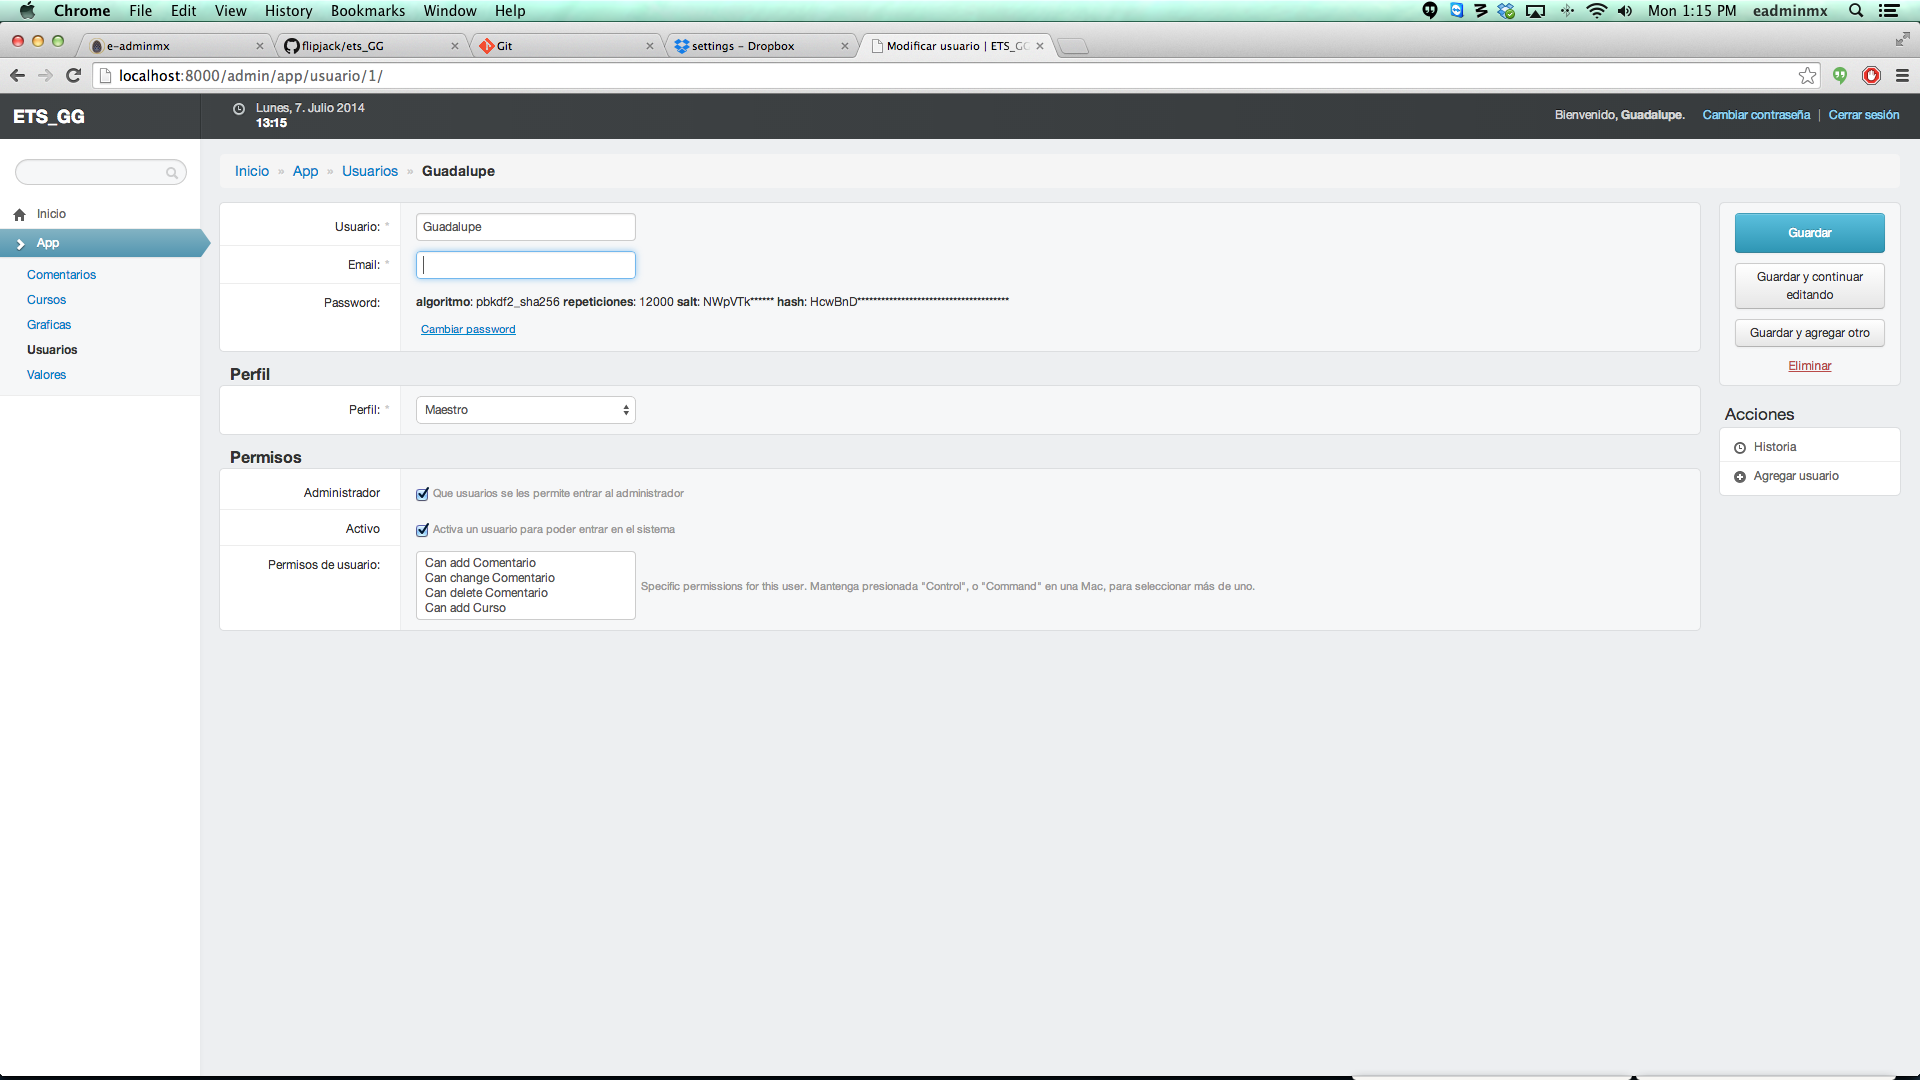 Chrome File Edit View History Bookmarks Window Help Mon 1:15 PM eadminmx
e-adminmx flipjack/ets_GG Git settings – Dropbox Modificar usuario | ETS_GG
localhost:8000/admin/app/usuario/1/
ETS_GG
Lunes, 7. Julio 2014
13:15
Bienvenido, Guadalupe. Cambiar contraseña | Cerrar sesión
Inicio » App » Usuarios » Guadalupe
Inicio
App
Comentarios
Cursos
Graficas
Usuarios
Valores
Usuario: * Guadalupe
Email: *
Password: algoritmo: pbkdf2_sha256 repeticiones: 12000 salt: NWpVTk****** hash: HcwBnD**************************************
Cambiar password
Perfil
Perfil: * Maestro
Permisos
Administrador Que usuarios se les permite entrar al administrador
Activo Activa un usuario para poder entrar en el sistema
Permisos de usuario:
Can add Comentario
Can change Comentario
Can delete Comentario
Can add Curso
Specific permissions for this user. Mantenga presionada "Control", o "Command" en una Mac, para seleccionar más de uno.
Guardar
Guardar y continuar
editando
Guardar y agregar otro
Eliminar
Acciones
Historia
Agregar usuario